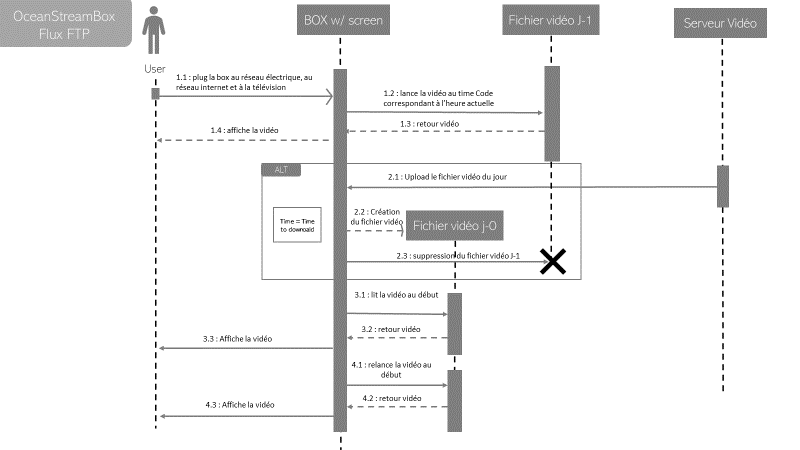 OceanStreamBox
Flux FTP
User
BOX w/ screen
Fichier vidéo J-1
Serveur Vidéo
1.1 : plug la box au réseau électrique, au
réseau internet et à la télévision
1.2 : lance la vidéo au time Code
correspondant à l'heure actuelle
1.3 : retour vidéo
1.4 : affiche la vidéo
ALT
2.1 : Upload le fichier vidéo du jour
Time = Time
to downoald
2.2 : Création
du fichier vidéo
Fichier vidéo j-0
2.3 : suppression du fichier vidéo J-1
3.1 : lit la vidéo au début
3.2 : retour vidéo
3.3 : Affiche la vidéo
4.1 : relance la vidéo au
début
4.2 : retour vidéo
4.3 : Affiche la vidéo